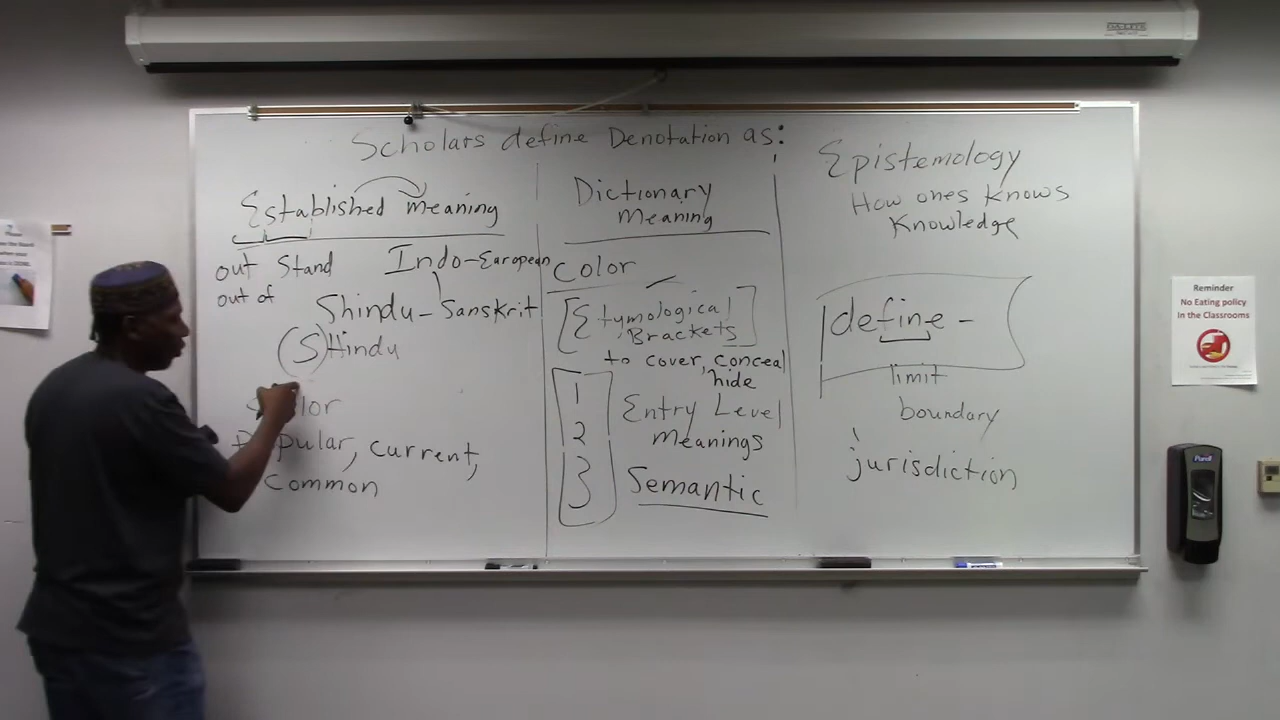 Scholars define Denotation as:
Established meaning
out Stand
out of
Indo-European
Shindu-Sanskrit
(S)Hindu
Popular, current,
common
Dictionary
Meaning
Color
[Etymological
Brackets]
to cover, conceal
hide
1
2
3
Entry Level
meanings
Semantic
Epistemology
How ones knows
Knowledge
define -
limit
boundary
jurisdiction
Reminder
No Eating policy
in the Classrooms
Purell